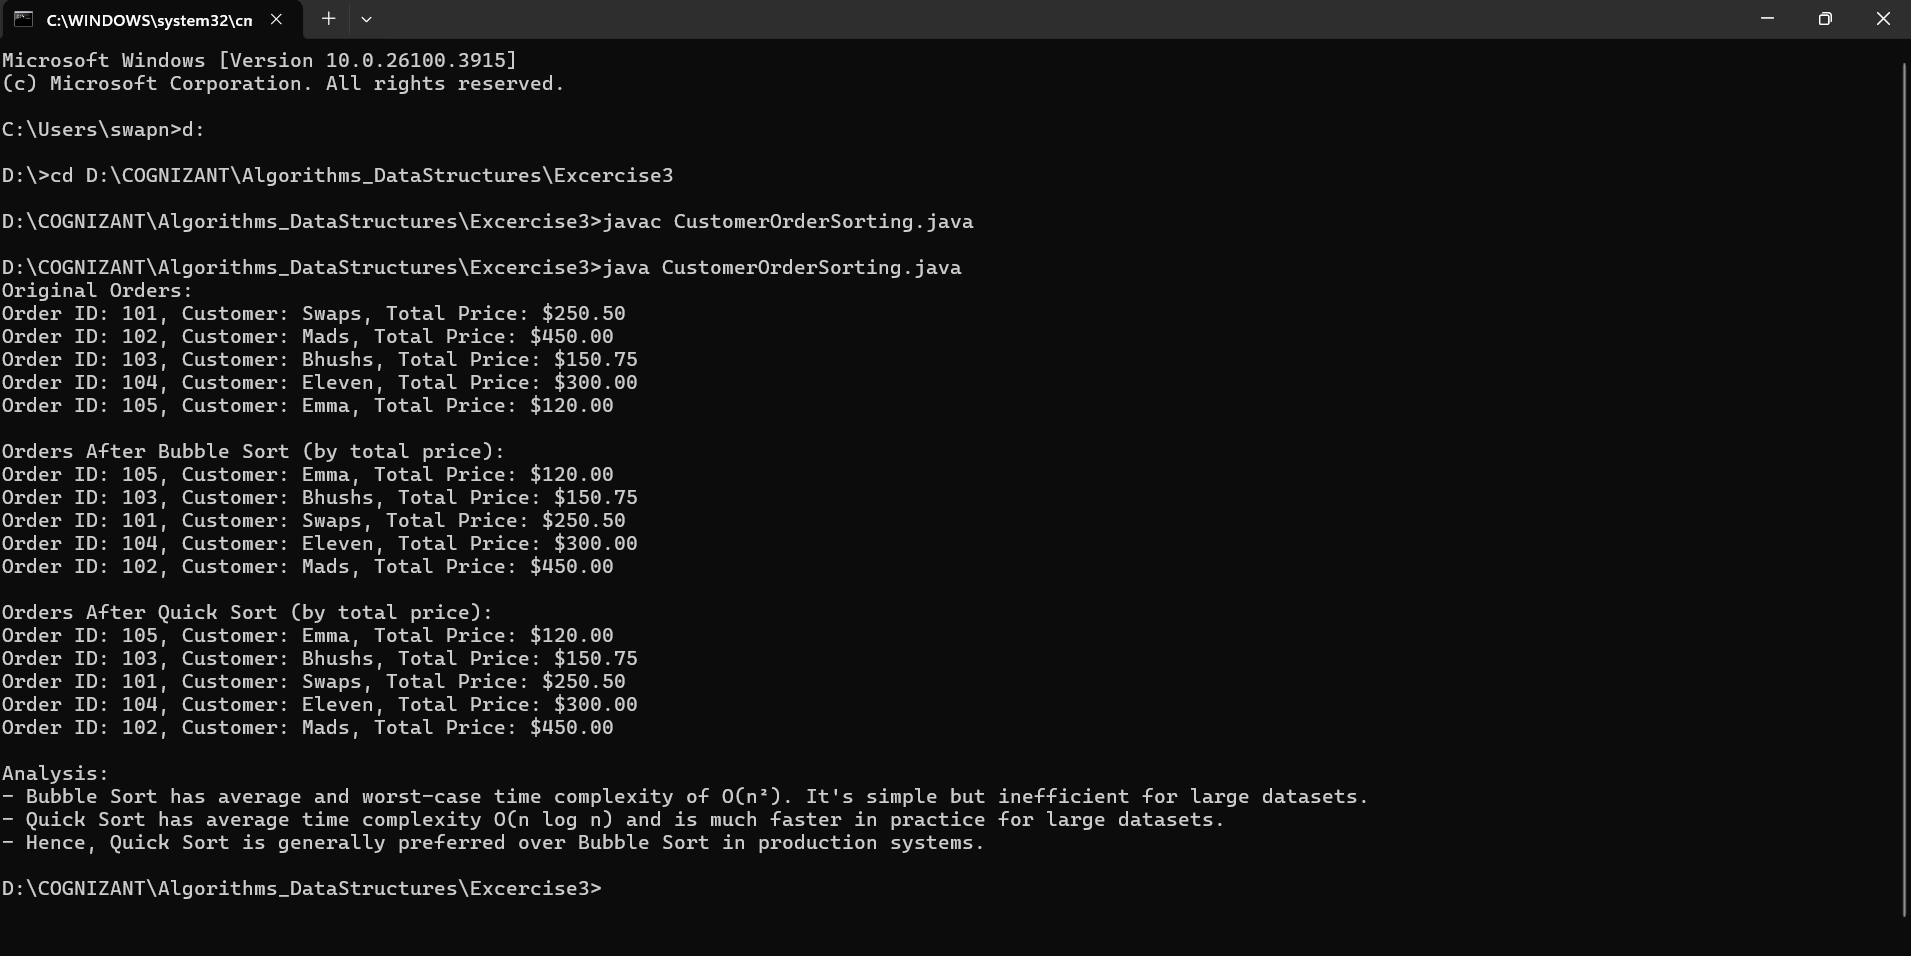 C:\WINDOWS\system32\cn
Microsoft Windows [Version 10.0.26100.3915]
(c) Microsoft Corporation. All rights reserved.
C:\Users\swapn>d:
D:\>cd D:\COGNIZANT\Algorithms_DataStructures\Excercise3
D:\COGNIZANT\Algorithms_DataStructures\Excercise3>javac CustomerOrderSorting.java
D:\COGNIZANT\Algorithms_DataStructures\Excercise3>java CustomerOrderSorting.java
Original Orders:
Order ID: 101, Customer: Swaps, Total Price: $250.50
Order ID: 102, Customer: Mads, Total Price: $450.00
Order ID: 103, Customer: Bhushs, Total Price: $150.75
Order ID: 104, Customer: Eleven, Total Price: $300.00
Order ID: 105, Customer: Emma, Total Price: $120.00
Orders After Bubble Sort (by total price):
Order ID: 105, Customer: Emma, Total Price: $120.00
Order ID: 103, Customer: Bhushs, Total Price: $150.75
Order ID: 101, Customer: Swaps, Total Price: $250.50
Order ID: 104, Customer: Eleven, Total Price: $300.00
Order ID: 102, Customer: Mads, Total Price: $450.00
Orders After Quick Sort (by total price):
Order ID: 105, Customer: Emma, Total Price: $120.00
Order ID: 103, Customer: Bhushs, Total Price: $150.75
Order ID: 101, Customer: Swaps, Total Price: $250.50
Order ID: 104, Customer: Eleven, Total Price: $300.00
Order ID: 102, Customer: Mads, Total Price: $450.00
Analysis:
- Bubble Sort has average and worst-case time complexity of O(n²). It's simple but inefficient for large datasets.
- Quick Sort has average time complexity O(n log n) and is much faster in practice for large datasets.
- Hence, Quick Sort is generally preferred over Bubble Sort in production systems.
D:\COGNIZANT\Algorithms_DataStructures\Excercise3>